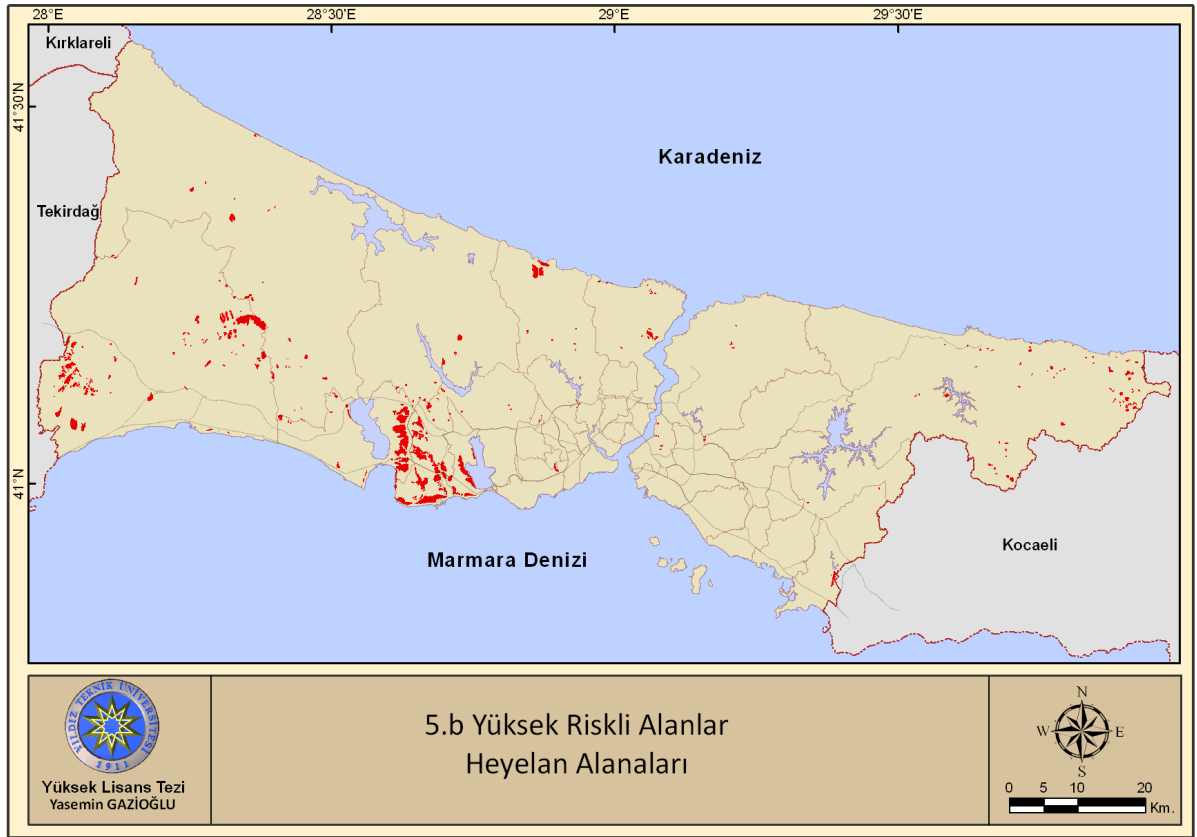 28°E
28°30'E
29°E
29°30'E
41°30'N
41°N
Kırklareli
Tekirdağ
Karadeniz
Marmara Denizi
Kocaeli
YILDIZ TEKNİK ÜNİVERSİTESİ
1911
Yüksek Lisans Tezi
Yasemin GAZİOĞLU
5.b Yüksek Riskli Alanlar
Heyelan Alanaları
N
W E
S
0 5 10 20
Km.